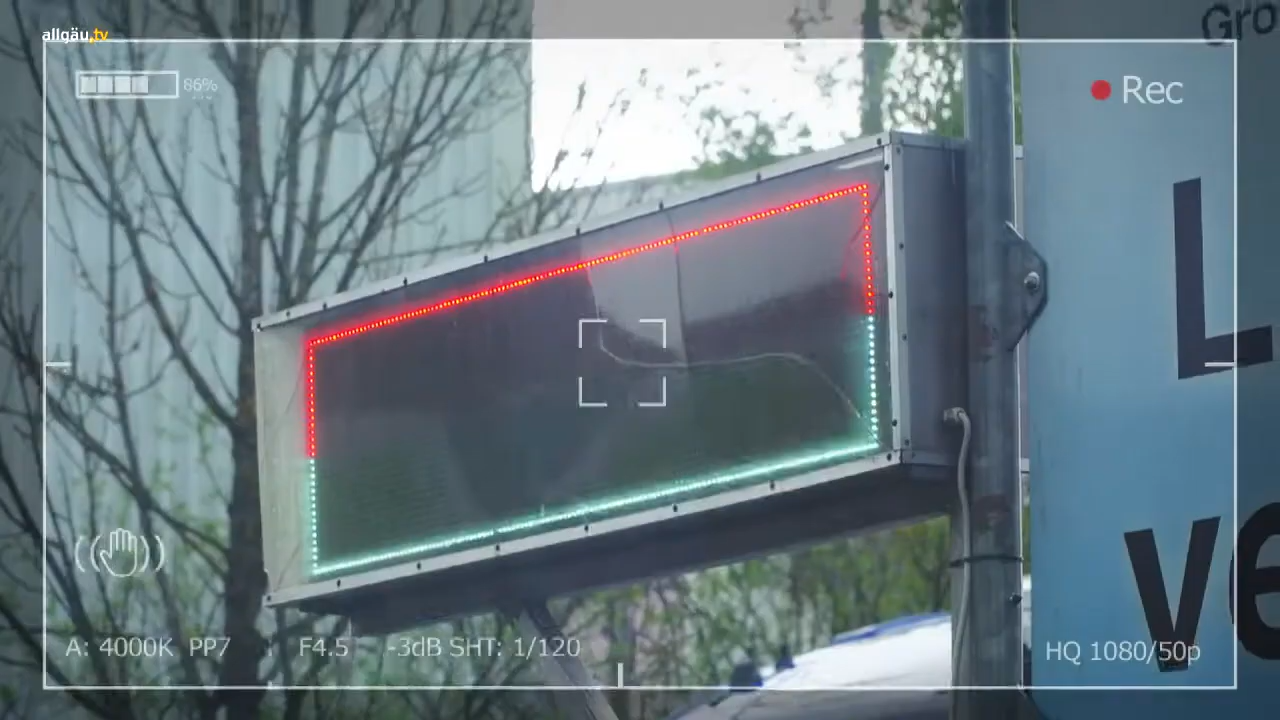 allgäu.tv
86%
Rec
Gro
L
ve
A: 4000K PP7 F4.5 -3dB SHT: 1/120
HQ 1080/50p